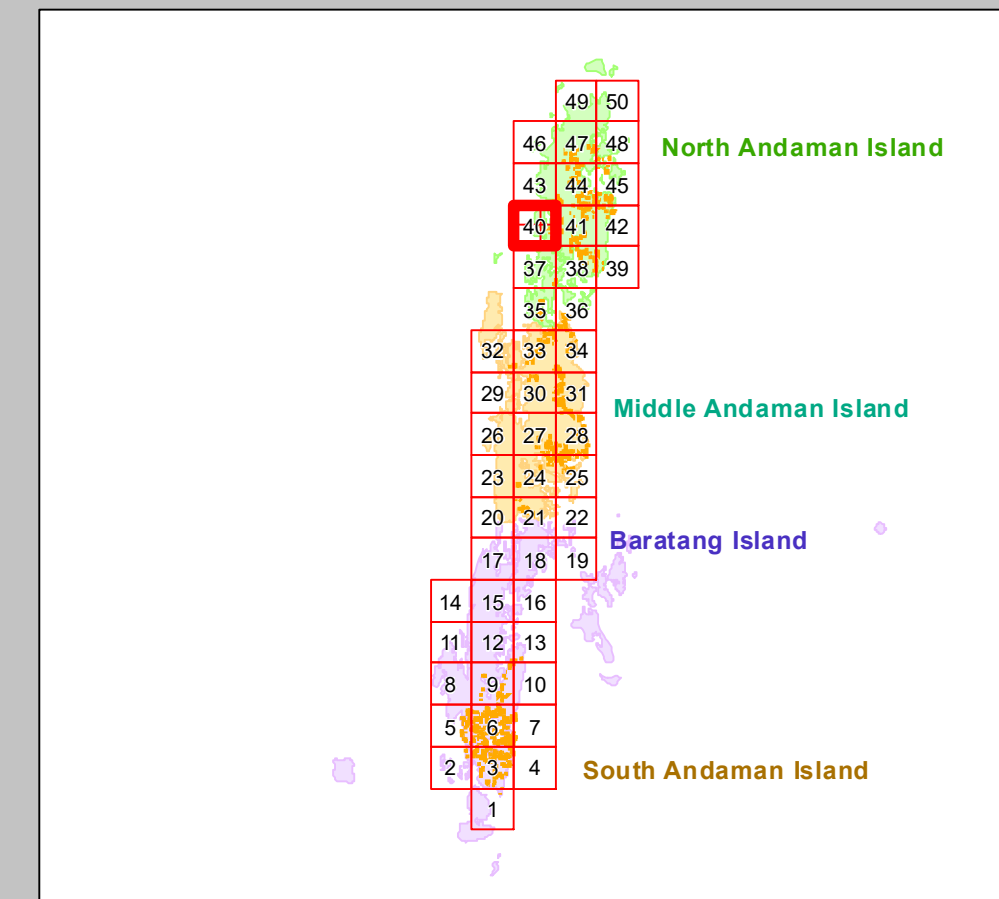 49 50
46 47 48
North Andaman Island
43 44 45
40 41 42
37 38 39
35 36
32 33 34
29 30 31
Middle Andaman Island
26 27 28
23 24 25
20 21 22
Baratang Island
17 18 19
14 15 16
11 12 13
8 9 10
5 6 7
2 3 4
South Andaman Island
1